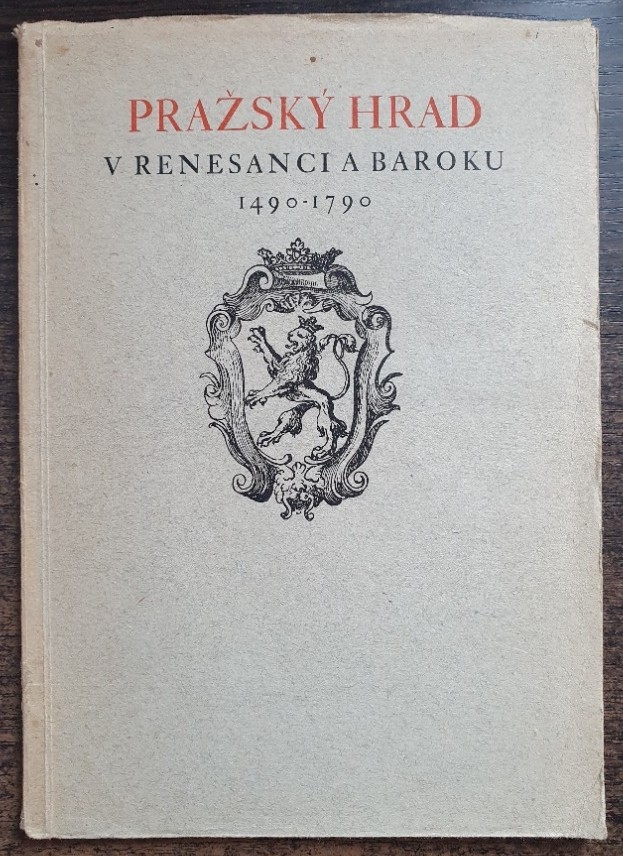 PRAŽSKÝ HRAD
V RENESANCI A BAROKU
1490-1790